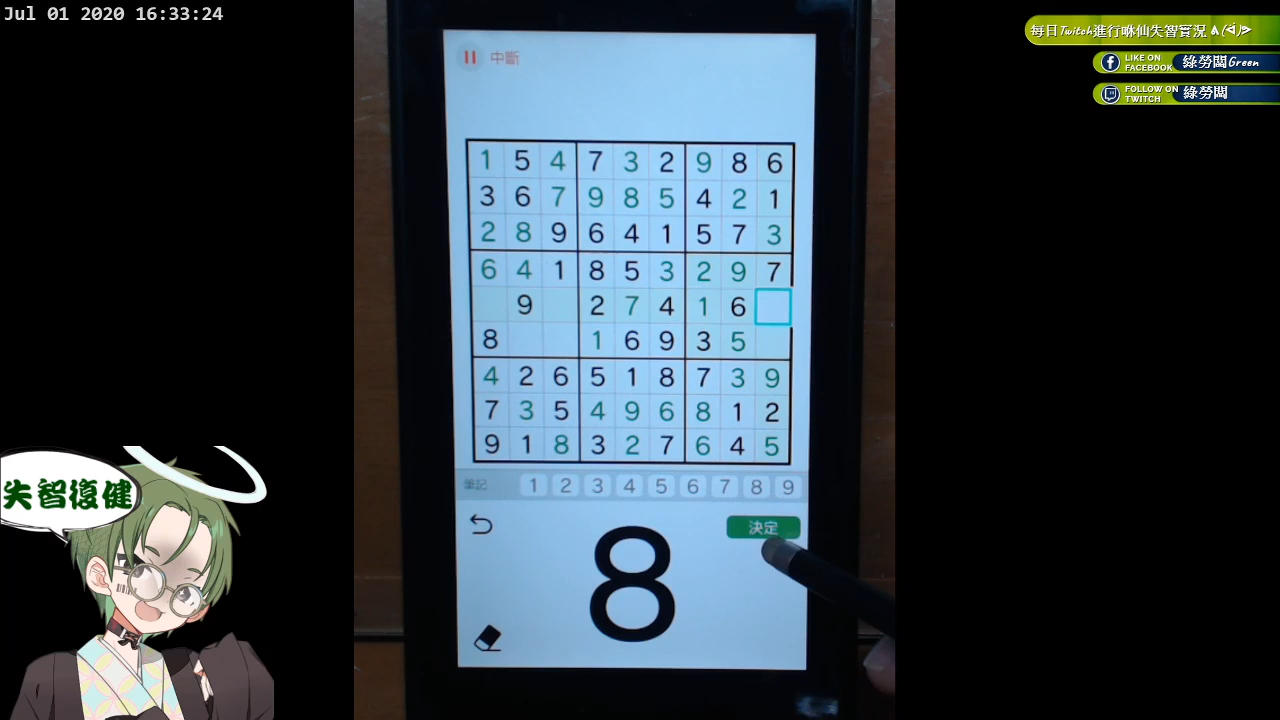 Jul 01 2020 16:33:24
每日Twitch進行咻仙失智實況
LIKE ON FACEBOOK 綠勞闆Green
FOLLOW ON TWITCH 綠勞闆
中斷
1 5 4 7 3 2 9 8 6
3 6 7 9 8 5 4 2 1
2 8 9 6 4 1 5 7 3
6 4 1 8 5 3 2 9 7
9 2 7 4 1 6
8 1 6 9 3 5
4 2 6 5 1 8 7 3 9
7 3 5 4 9 6 8 1 2
9 1 8 3 2 7 6 4 5
筆記 1 2 3 4 5 6 7 8 9
決定
8
失智復健